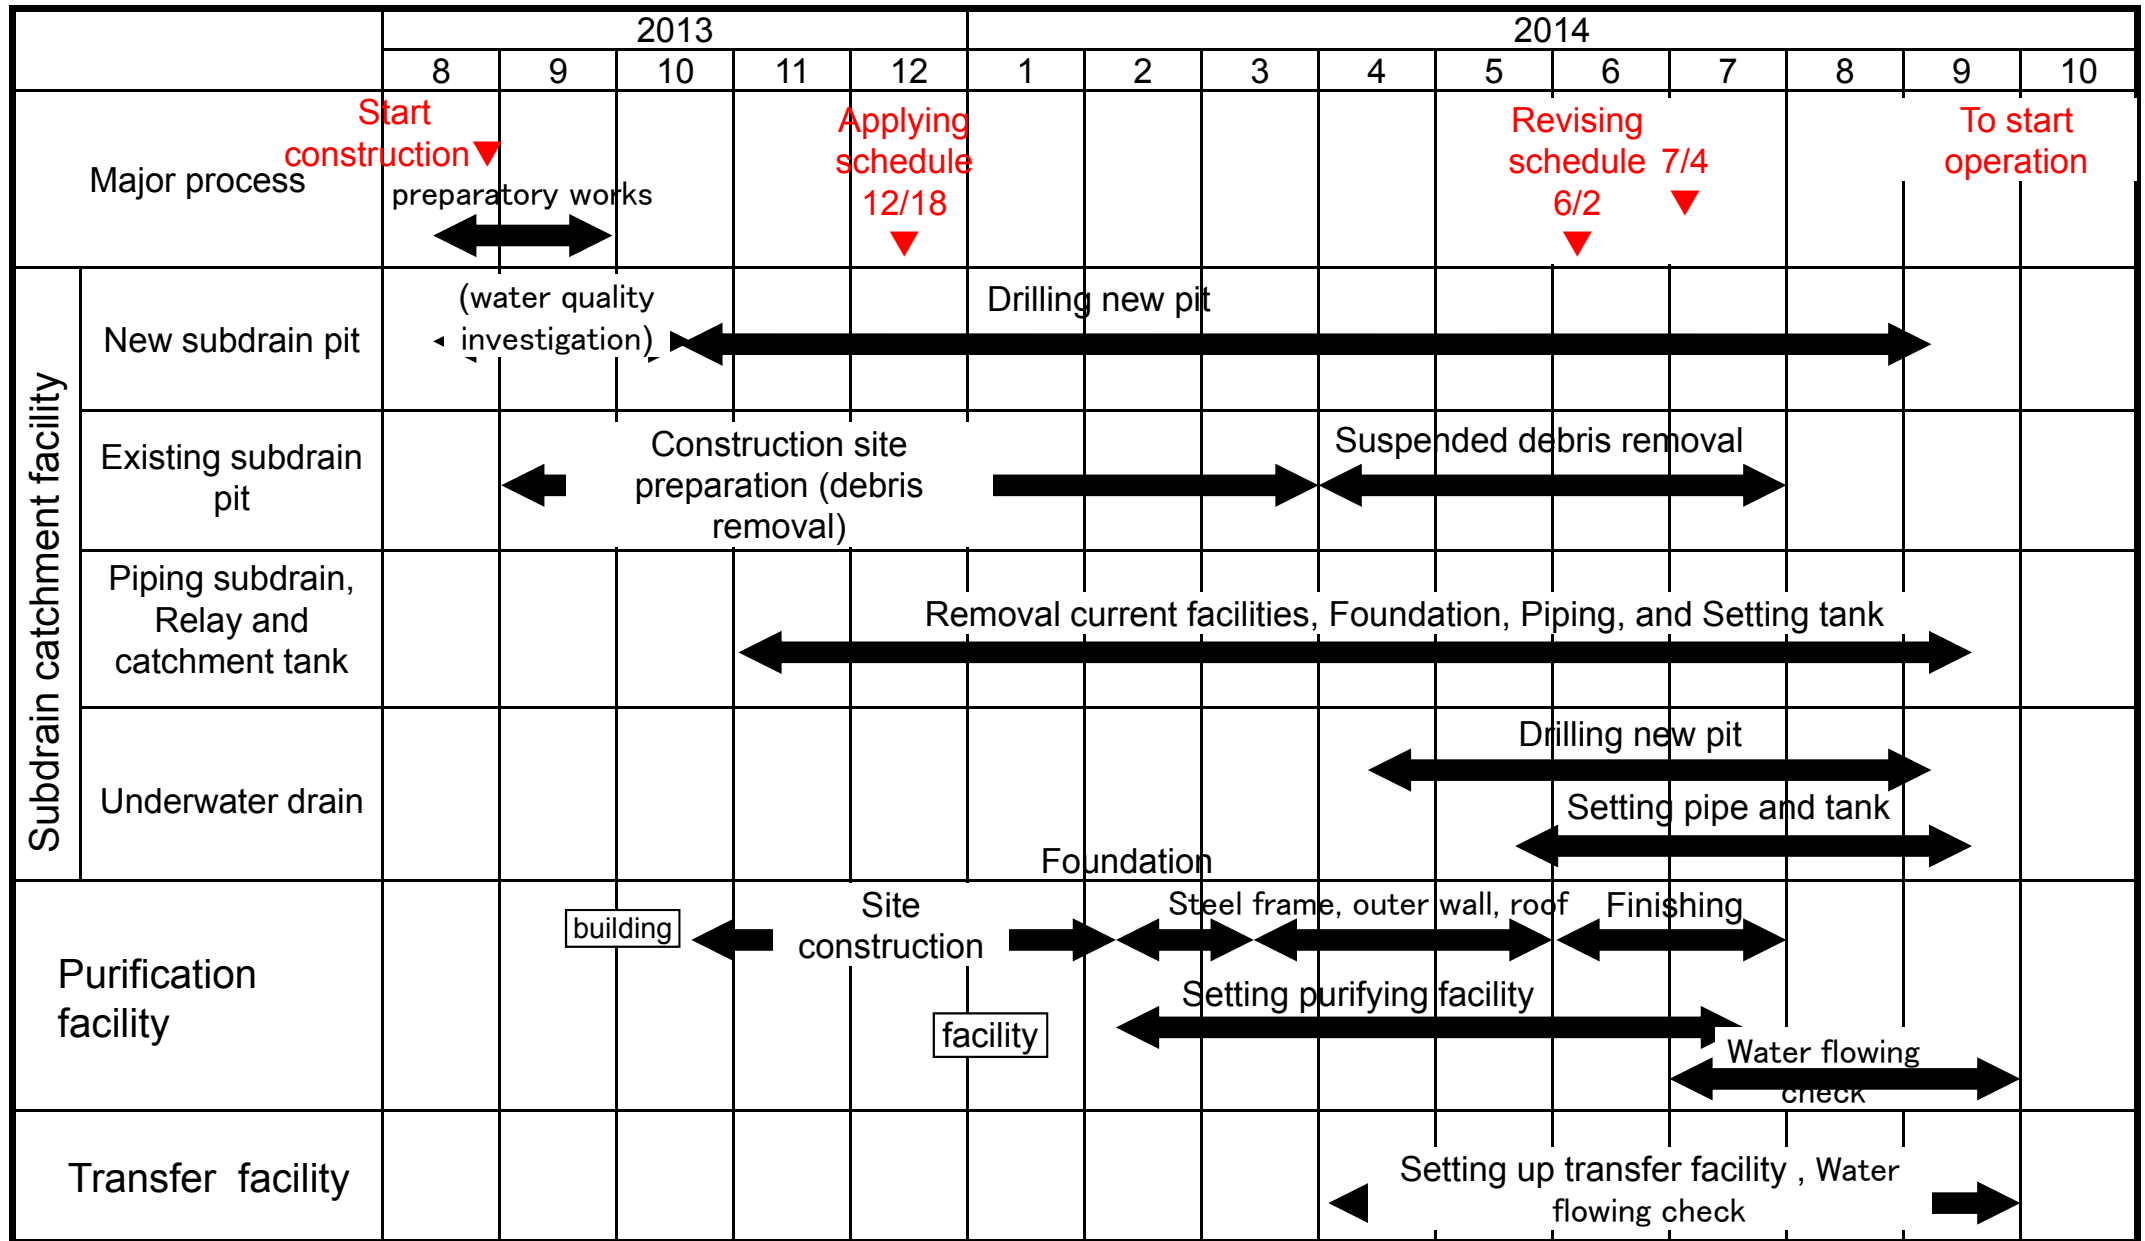 2013
2014
8 9 10 11 12 1 2 3 4 5 6 7 8 9 10
Major process
Start
construction
preparatory works
Applying
schedule
12/18
Revising
schedule
6/2
7/4
To start
operation
Subdrain catchment facility
New subdrain pit
(water quality
investigation)
Drilling new pit
Existing subdrain
pit
Construction site
preparation (debris
removal)
Suspended debris removal
Piping subdrain,
Relay and
catchment tank
Removal current facilities, Foundation, Piping, and Setting tank
Underwater drain
Drilling new pit
Setting pipe and tank
Purification
facility
building
Site
construction
Foundation
Steel frame, outer wall, roof
Finishing
facility
Setting purifying facility
Water flowing
check
Transfer facility
Setting up transfer facility , Water
flowing check